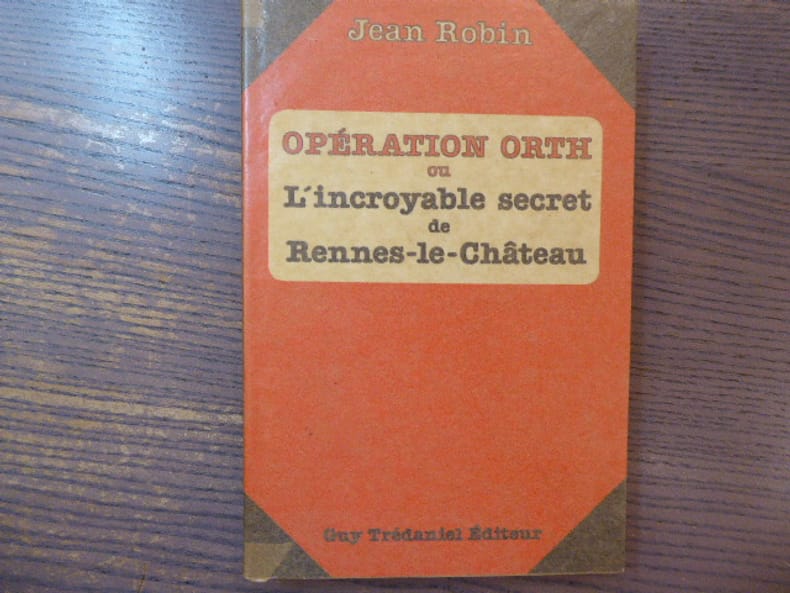 Jean Robin
OPÉRATION ORTH
ou
L'incroyable secret
de
Rennes-le-Château
Guy Trédaniel Éditeur